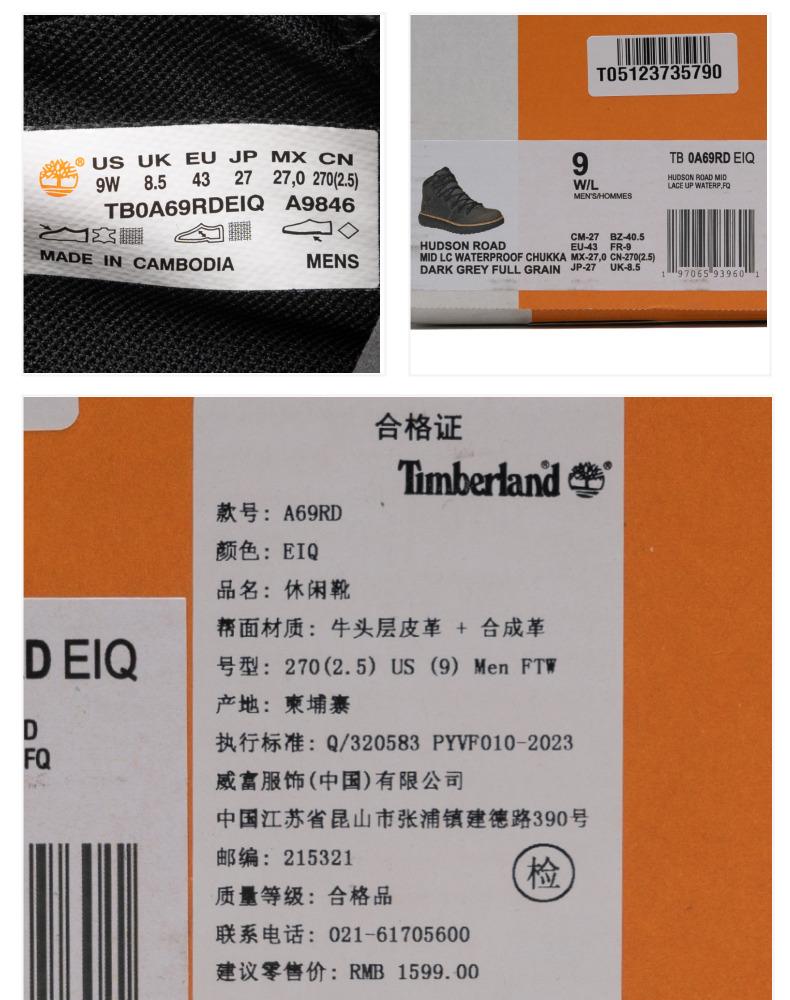 US UK EU JP MX CN
9W 8.5 43 27 27,0 270(2.5)
TB0A69RDEIQ A9846
MADE IN CAMBODIA MENS
T05123735790
9
W/L
MEN'S/HOMMES
TB 0A69RD EIQ
HUDSON ROAD MID
LACE UP WATERP,FQ
HUDSON ROAD
MID LC WATERPROOF CHUKKA
DARK GREY FULL GRAIN
CM-27 BZ-40.5
EU-43 FR-9
MX-27,0 CN-270(2.5)
JP-27 UK-8.5
1 97065 93960 1
合格证
Timberland
款号: A69RD
颜色: EIQ
品名: 休闲靴
帮面材质: 牛头层皮革 + 合成革
号型: 270(2.5) US (9) Men FTW
产地: 柬埔寨
执行标准: Q/320583 PYVF010-2023
威富服饰(中国)有限公司
中国江苏省昆山市张浦镇建德路390号
邮编: 215321
检
质量等级: 合格品
联系电话: 021-61705600
建议零售价: RMB 1599.00
D EIQ
D
FQ